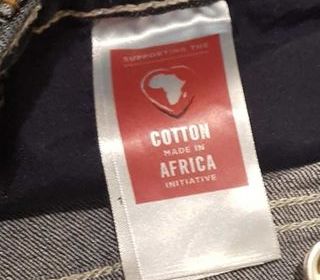 SUPPORTING THE
COTTON
MADE IN
AFRICA
INITIATIVE